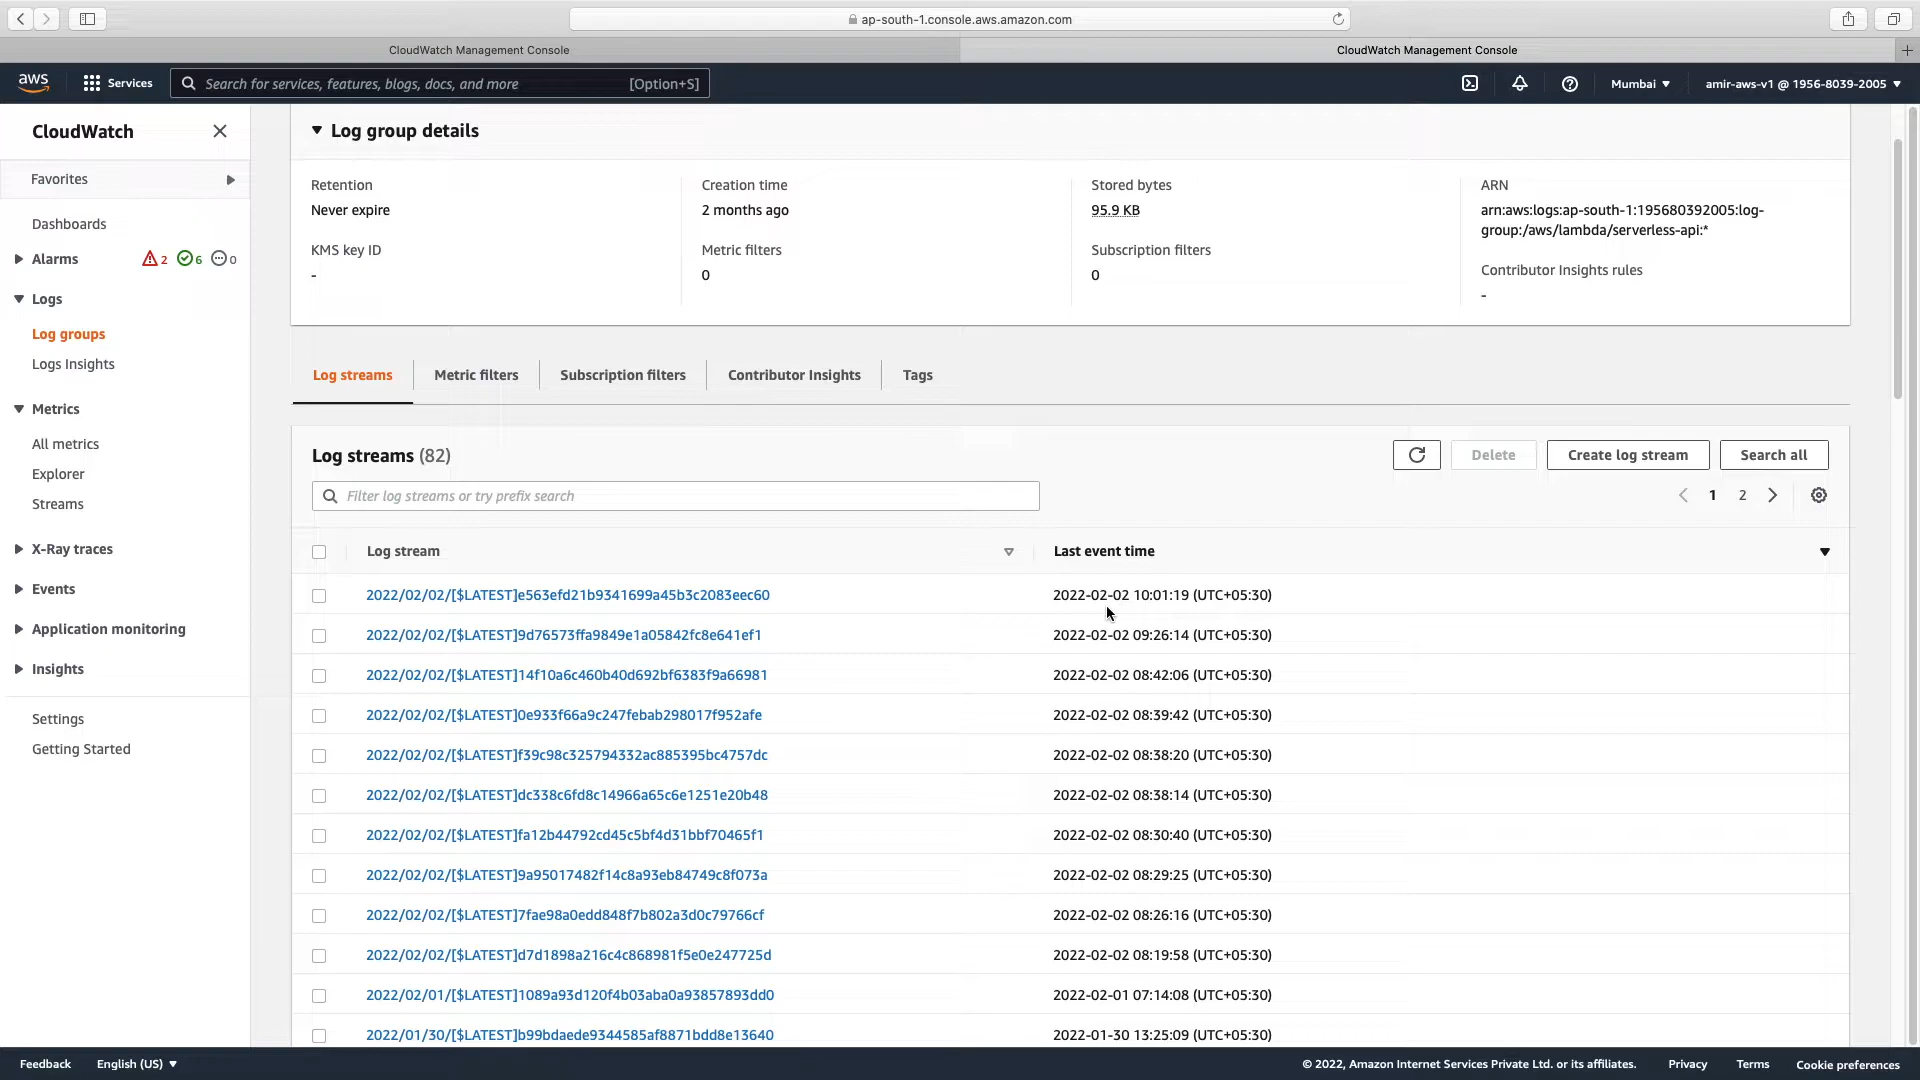 ap-south-1.console.aws.amazon.com
CloudWatch Management Console
CloudWatch Management Console
aws
Services
Search for services, features, blogs, docs, and more
[Option+S]
Mumbai
amir-aws-v1 @ 1956-8039-2005
CloudWatch
Favorites
Dashboards
Alarms
2
6
0
Logs
Log groups
Logs Insights
Metrics
All metrics
Explorer
Streams
X-Ray traces
Events
Application monitoring
Insights
Settings
Getting Started
Log group details
Retention
Never expire
KMS key ID
-
Creation time
2 months ago
Metric filters
0
Stored bytes
95.9 KB
Subscription filters
0
ARN
arn:aws:logs:ap-south-1:195680392005:log-
group:/aws/lambda/serverless-api:*
Contributor Insights rules
-
Log streams
Metric filters
Subscription filters
Contributor Insights
Tags
Log streams (82)
Delete
Create log stream
Search all
Filter log streams or try prefix search
1
2
Log stream
Last event time
2022/02/02/[$LATEST]e563efd21b9341699a45b3c2083eec60 2022-02-02 10:01:19 (UTC+05:30)
2022/02/02/[$LATEST]9d76573ffa9849e1a05842fc8e641ef1 2022-02-02 09:26:14 (UTC+05:30)
2022/02/02/[$LATEST]14f10a6c460b40d692bf6383f9a66981 2022-02-02 08:42:06 (UTC+05:30)
2022/02/02/[$LATEST]0e933f66a9c247febab298017f952afe 2022-02-02 08:39:42 (UTC+05:30)
2022/02/02/[$LATEST]f39c98c325794332ac885395bc4757dc 2022-02-02 08:38:20 (UTC+05:30)
2022/02/02/[$LATEST]dc338c6fd8c14966a65c6e1251e20b48 2022-02-02 08:38:14 (UTC+05:30)
2022/02/02/[$LATEST]fa12b44792cd45c5bf4d31bbf70465f1 2022-02-02 08:30:40 (UTC+05:30)
2022/02/02/[$LATEST]9a95017482f14c8a93eb84749c8f073a 2022-02-02 08:29:25 (UTC+05:30)
2022/02/02/[$LATEST]7fae98a0edd848f7b802a3d0c79766cf 2022-02-02 08:26:16 (UTC+05:30)
2022/02/02/[$LATEST]d7d1898a216c4c868981f5e0e247725d 2022-02-02 08:19:58 (UTC+05:30)
2022/02/01/[$LATEST]1089a93d120f4b03aba0a93857893dd0 2022-02-01 07:14:08 (UTC+05:30)
2022/01/30/[$LATEST]b99bdaede9344585af8871bdd8e13640 2022-01-30 13:25:09 (UTC+05:30)
Feedback
English (US)
© 2022, Amazon Internet Services Private Ltd. or its affiliates.
Privacy
Terms
Cookie preferences